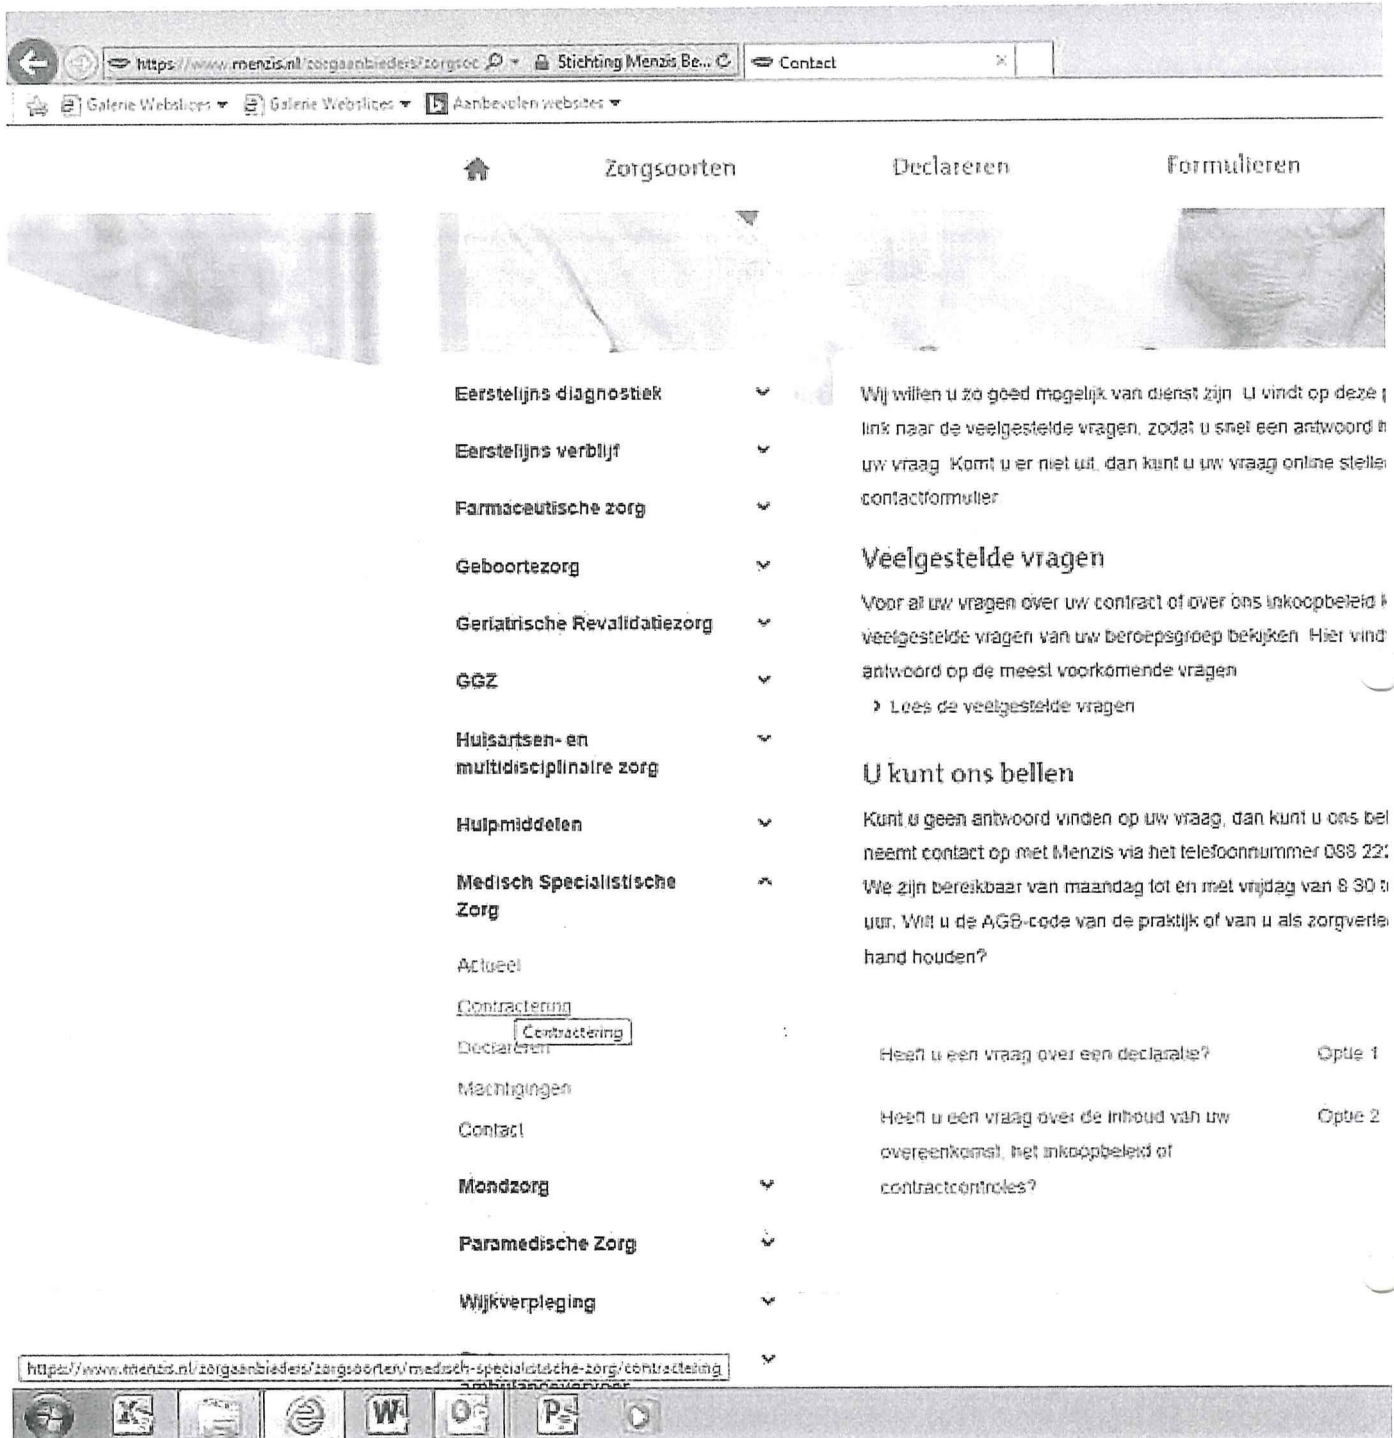 https://www.menzis.nl/zorgaanbieders/zorgsoc
Stichting Menzis Be...
Contact
Galerie Webslices
Galerie Webslices
Aanbevolen websites
Zorgsoorten
Declareren
Formulieren
Eerstelijns diagnostiek
Eerstelijns verblijf
Farmaceutische zorg
Geboortezorg
Geriatrische Revalidatiezorg
GGZ
Huisartsen- en
multidisciplinaire zorg
Hulpmiddelen
Medisch Specialistische
Zorg
Actueel
Contractering
Contractering
Declareren
Machtigingen
Contact
Mondzorg
Paramedische Zorg
Wijkverpleging
ambulancevervoer
Wij willen u zo goed mogelijk van dienst zijn. U vindt op deze
link naar de veelgestelde vragen, zodat u snel een antwoord
uw vraag. Komt u er niet uit, dan kunt u uw vraag online
contactformulier
Veelgestelde vragen
Voor al uw vragen over uw contract of over ons inkoopbeleid
veelgestelde vragen van uw beroepsgroep bekijken. Hier
antwoord op de meest voorkomende vragen
Lees de veelgestelde vragen
U kunt ons bellen
Kunt u geen antwoord vinden op uw vraag, dan kunt u ons bel
neemt contact op met Menzis via het telefoonnummer 088 22
We zijn bereikbaar van maandag tot en met vrijdag van 8.30
uur. Wilt u de AGB-code van de praktijk of van u als
hand houden?
Heeft u een vraag over een declaratie?
Optie 1
Heeft u een vraag over de inhoud van uw
Optie 2
overeenkomst, het inkoopbeleid of
contractcontroles?
https://www.menzis.nl/zorgaanbieders/zorgsoorten/medisch-specialistische-zorg/contractering